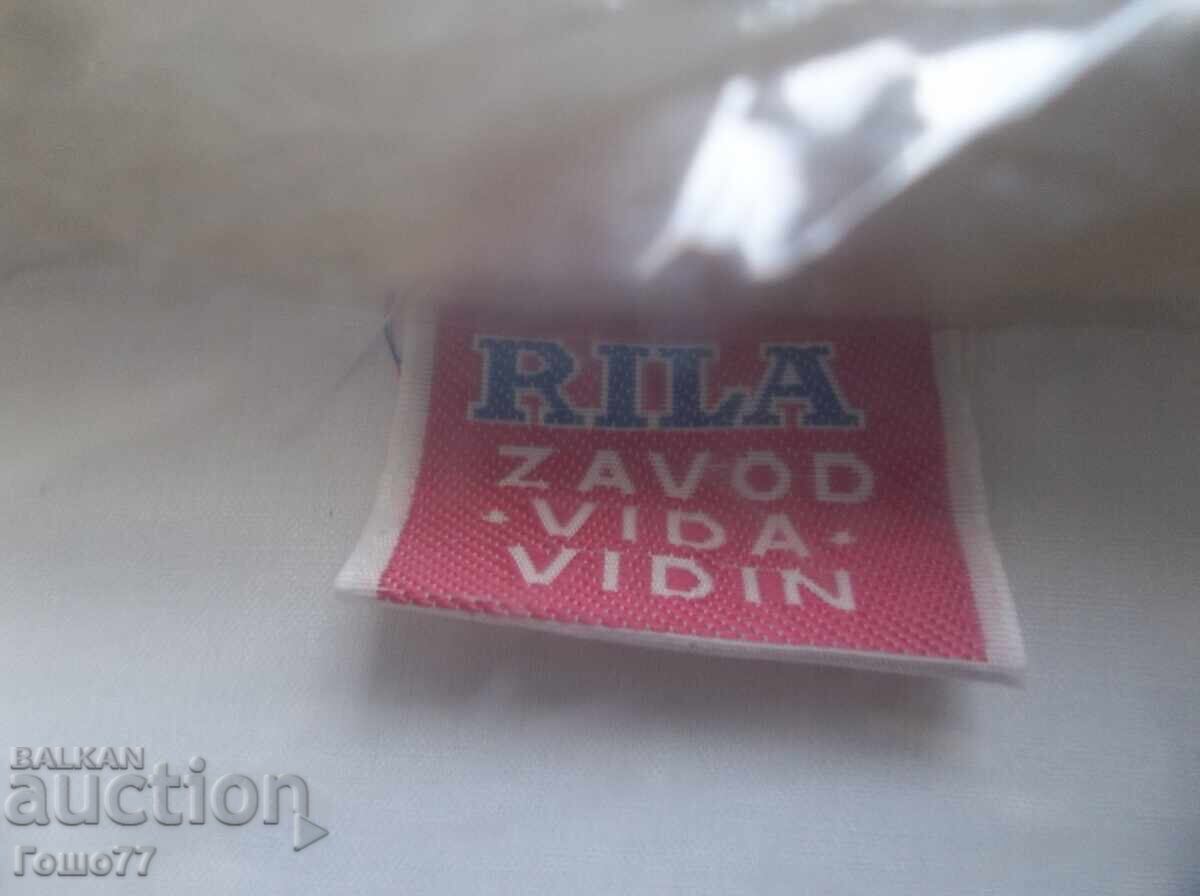 RILA
ZAVOD
·VIDA·
VIDIN
BALKAN
auction
Гошо77